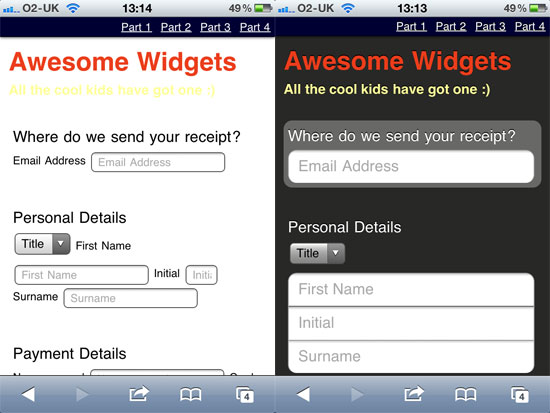 O2-UK 13:14 49%
Part 1 Part 2 Part 3 Part 4
Awesome Widgets
All the cool kids have got one :)
Where do we send your receipt?
Email Address Email Address
Personal Details
Title First Name
First Name Initial Initi
Surname Surname
Payment Details
4
O2-UK 13:13 49%
Part 1 Part 2 Part 3 Part 4
Awesome Widgets
All the cool kids have got one :)
Where do we send your receipt?
Email Address
Personal Details
Title
First Name
Initial
Surname
4